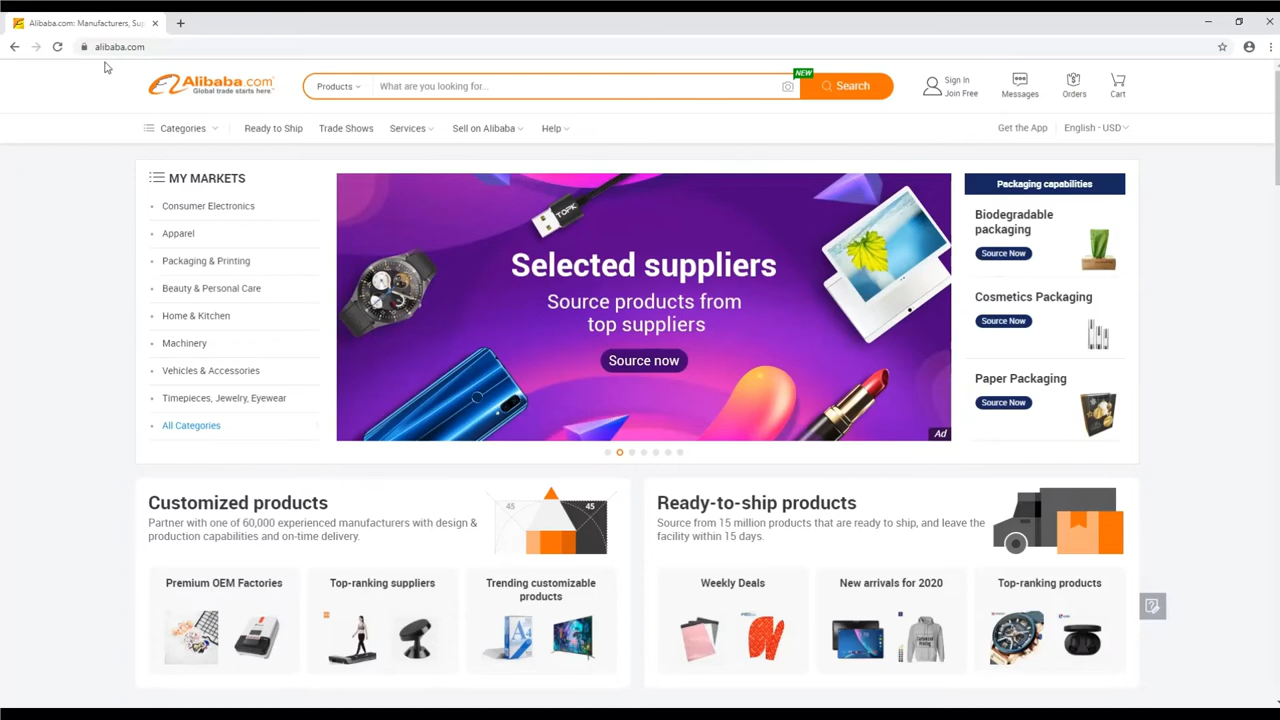 Alibaba.com: Manufacturers, Sup
alibaba.com
Alibaba.com
Global trade starts here.™
Products
What are you looking for...
NEW
Search
Sign In
Join Free
Messages
Orders
Cart
Categories
Ready to Ship
Trade Shows
Services
Sell on Alibaba
Help
Get the App
English - USD
MY MARKETS
Consumer Electronics
Apparel
Packaging & Printing
Beauty & Personal Care
Home & Kitchen
Machinery
Vehicles & Accessories
Timepieces, Jewelry, Eyewear
All Categories
TOPK
Selected suppliers
Source products from
top suppliers
Source now
Ad
Packaging capabilities
Biodegradable
packaging
Source Now
Cosmetics Packaging
Source Now
Paper Packaging
Source Now
Customized products
Partner with one of 60,000 experienced manufacturers with design &
production capabilities and on-time delivery.
45
45
Premium OEM Factories
Top-ranking suppliers
Trending customizable
products
A4
Ready-to-ship products
Source from 15 million products that are ready to ship, and leave the
facility within 15 days.
Weekly Deals
New arrivals for 2020
Top-ranking products